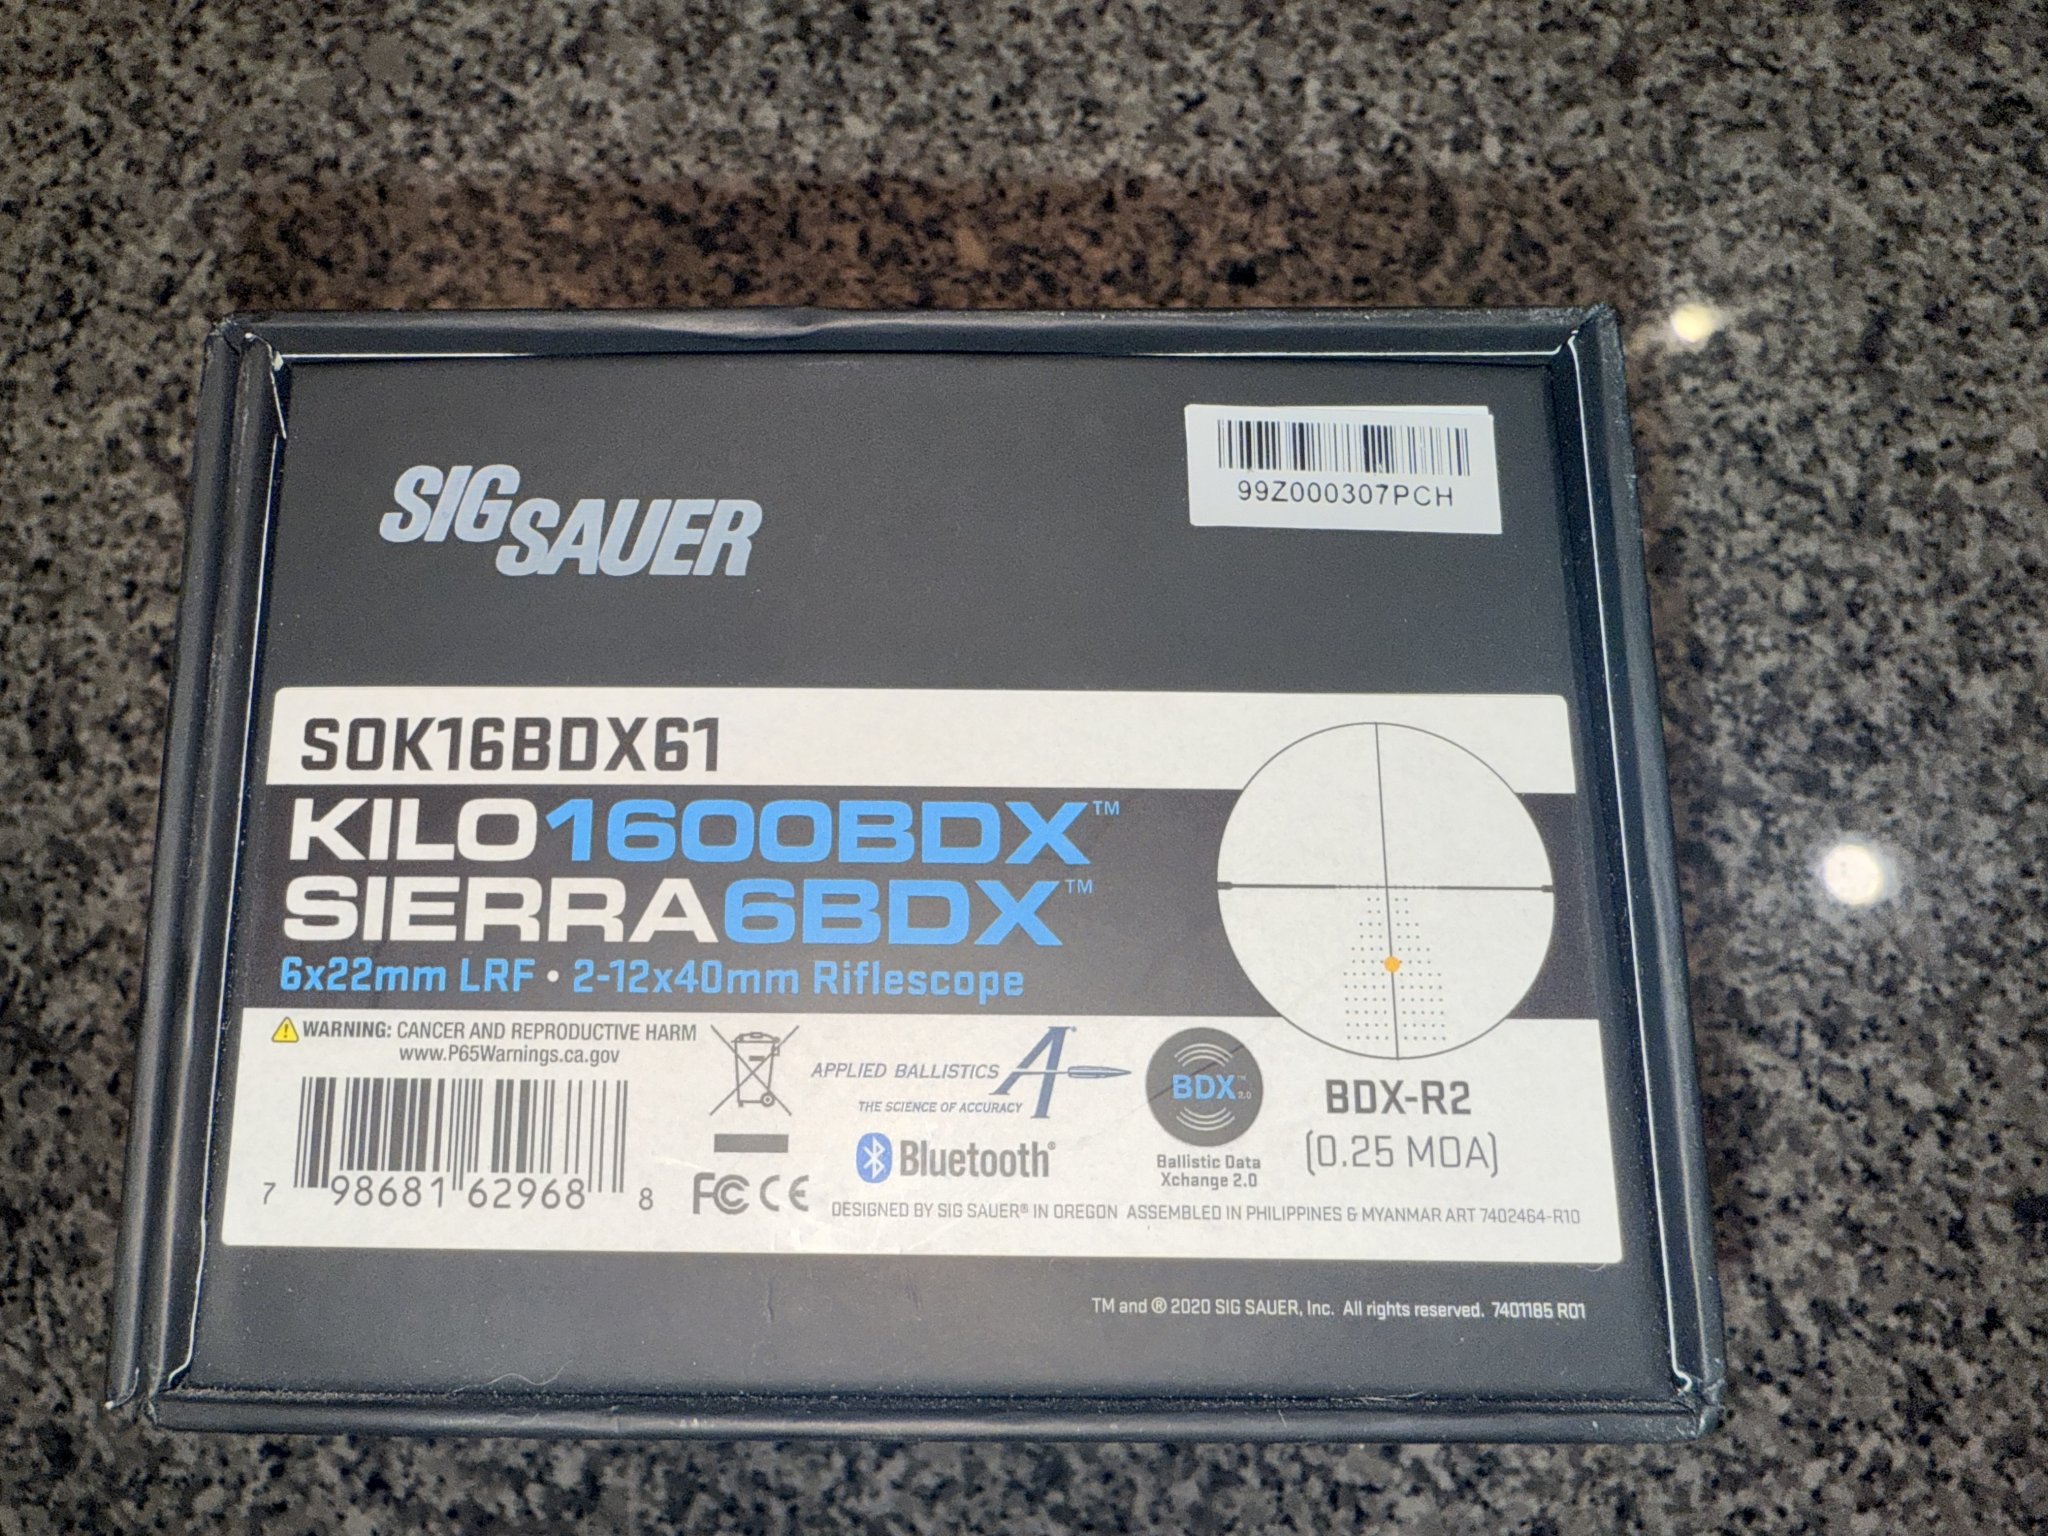 SIG SAUER
99Z000307PCH
SOK16BDX61
KILO1600BDX™
SIERRA6BDX™
6x22mm LRF • 2-12x40mm Riflescope
WARNING: CANCER AND REPRODUCTIVE HARM
www.P65Warnings.ca.gov
7 98681 62968 8
FC CE
APPLIED BALLISTICS A®
THE SCIENCE OF ACCURACY
Bluetooth®
BDX™ 2.0
Ballistic Data
Xchange 2.0
BDX-R2
(0.25 MOA)
DESIGNED BY SIG SAUER® IN OREGON ASSEMBLED IN PHILIPPINES & MYANMAR ART 7402464-R10
TM and ® 2020 SIG SAUER, Inc. All rights reserved. 7401185 R01